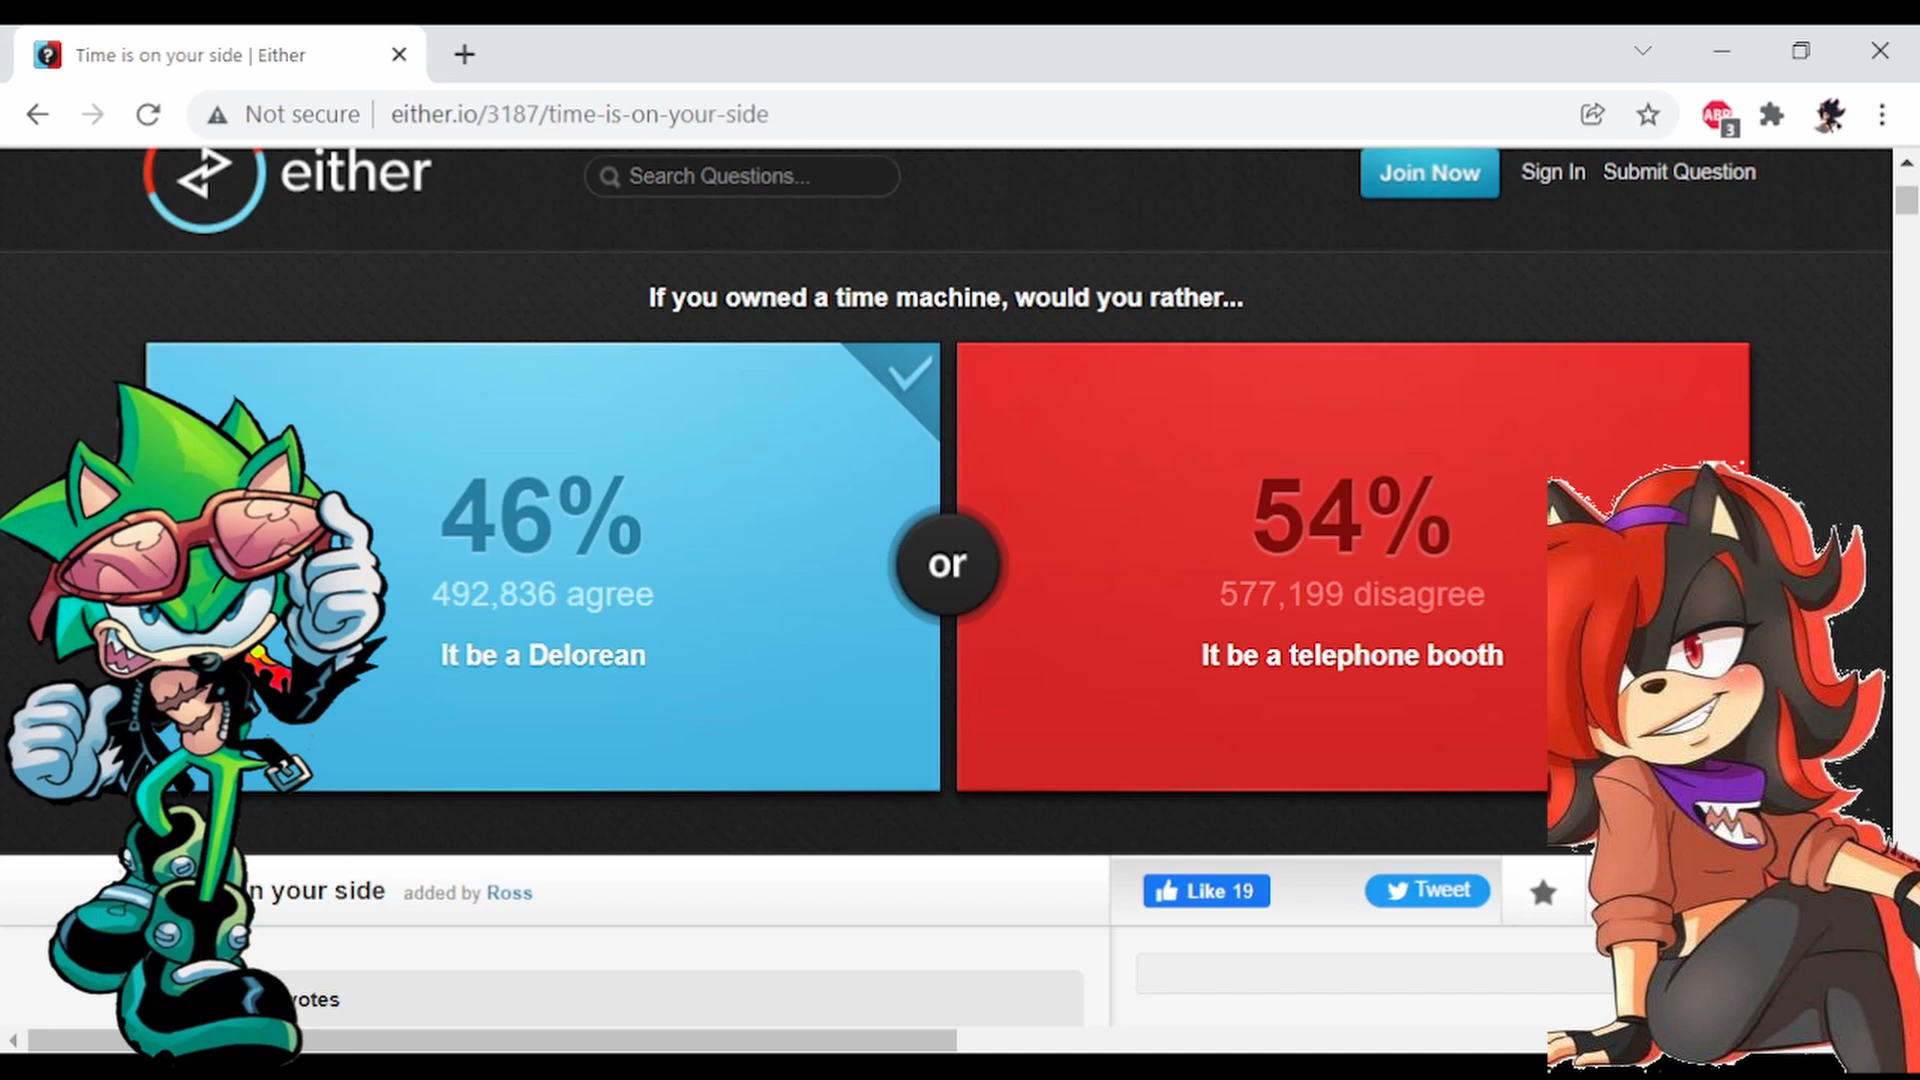 Time is on your side | Either
Not secure
either.io/3187/time-is-on-your-side
ABP
3
either
Search Questions...
Join Now
Sign In
Submit Question
If you owned a time machine, would you rather...
46%
492,836 agree
It be a Delorean
or
54%
577,199 disagree
It be a telephone booth
n your side
added by Ross
Like 19
Tweet
votes